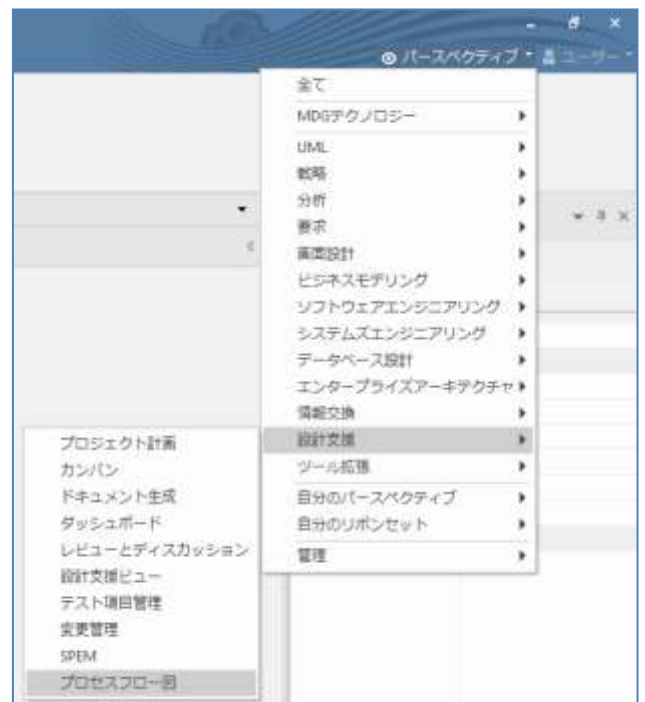 パースペクティブ ユーザー
全て
MDGテクノロジー
UML
戦略
分析
要求
画面設計
ビジネスモデリング
ソフトウェアエンジニアリング
システムズエンジニアリング
データベース設計
エンタープライズアーキテクチャ
情報交換
設計支援
ツール拡張
自分のパースペクティブ
自分のリボンセット
管理
プロジェクト計画
カンバン
ドキュメント生成
ダッシュボード
レビューとディスカッション
設計支援ビュー
テスト項目管理
変更管理
SPEM
プロセスフロー図